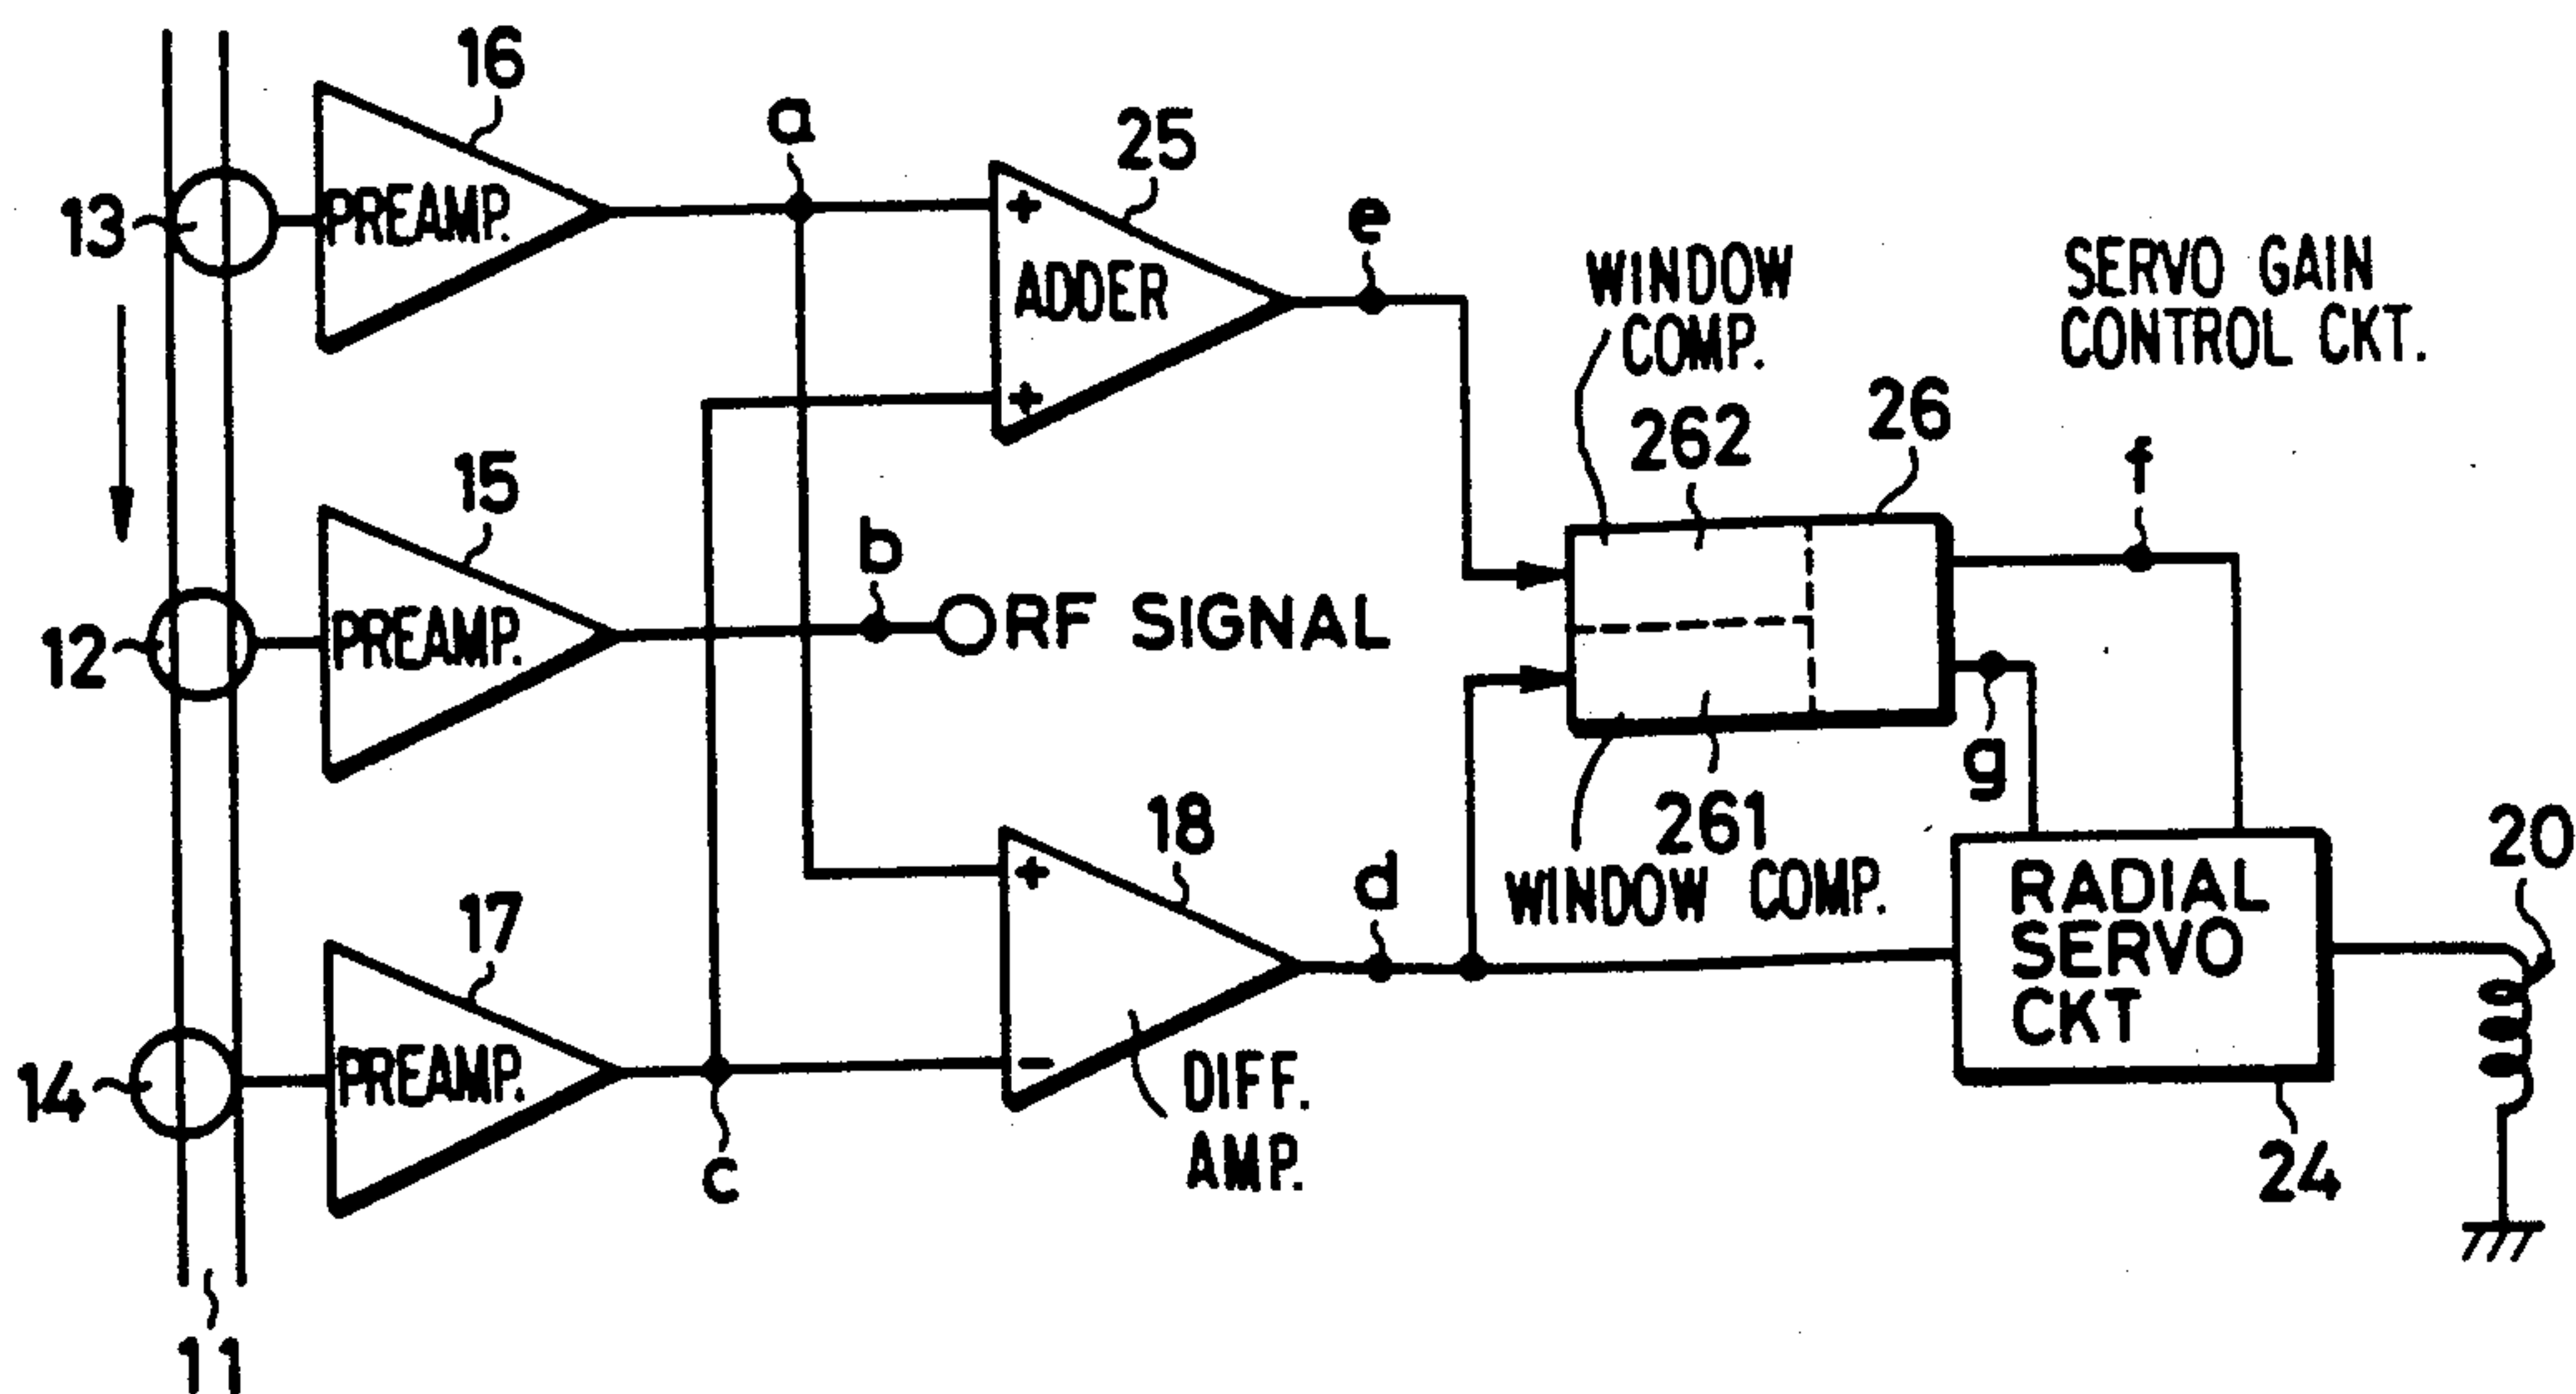 16
a
25
13
PREAMP.
+
ADDER
+
e
WINDOW
COMP.
SERVO GAIN
CONTROL CKT.
262
26
f
15
b
12
PREAMP.
RF SIGNAL
g
261
WINDOW COMP.
18
+
d
RADIAL
SERVO
CKT
20
17
14
PREAMP.
c
−
DIFF.
AMP.
24
11